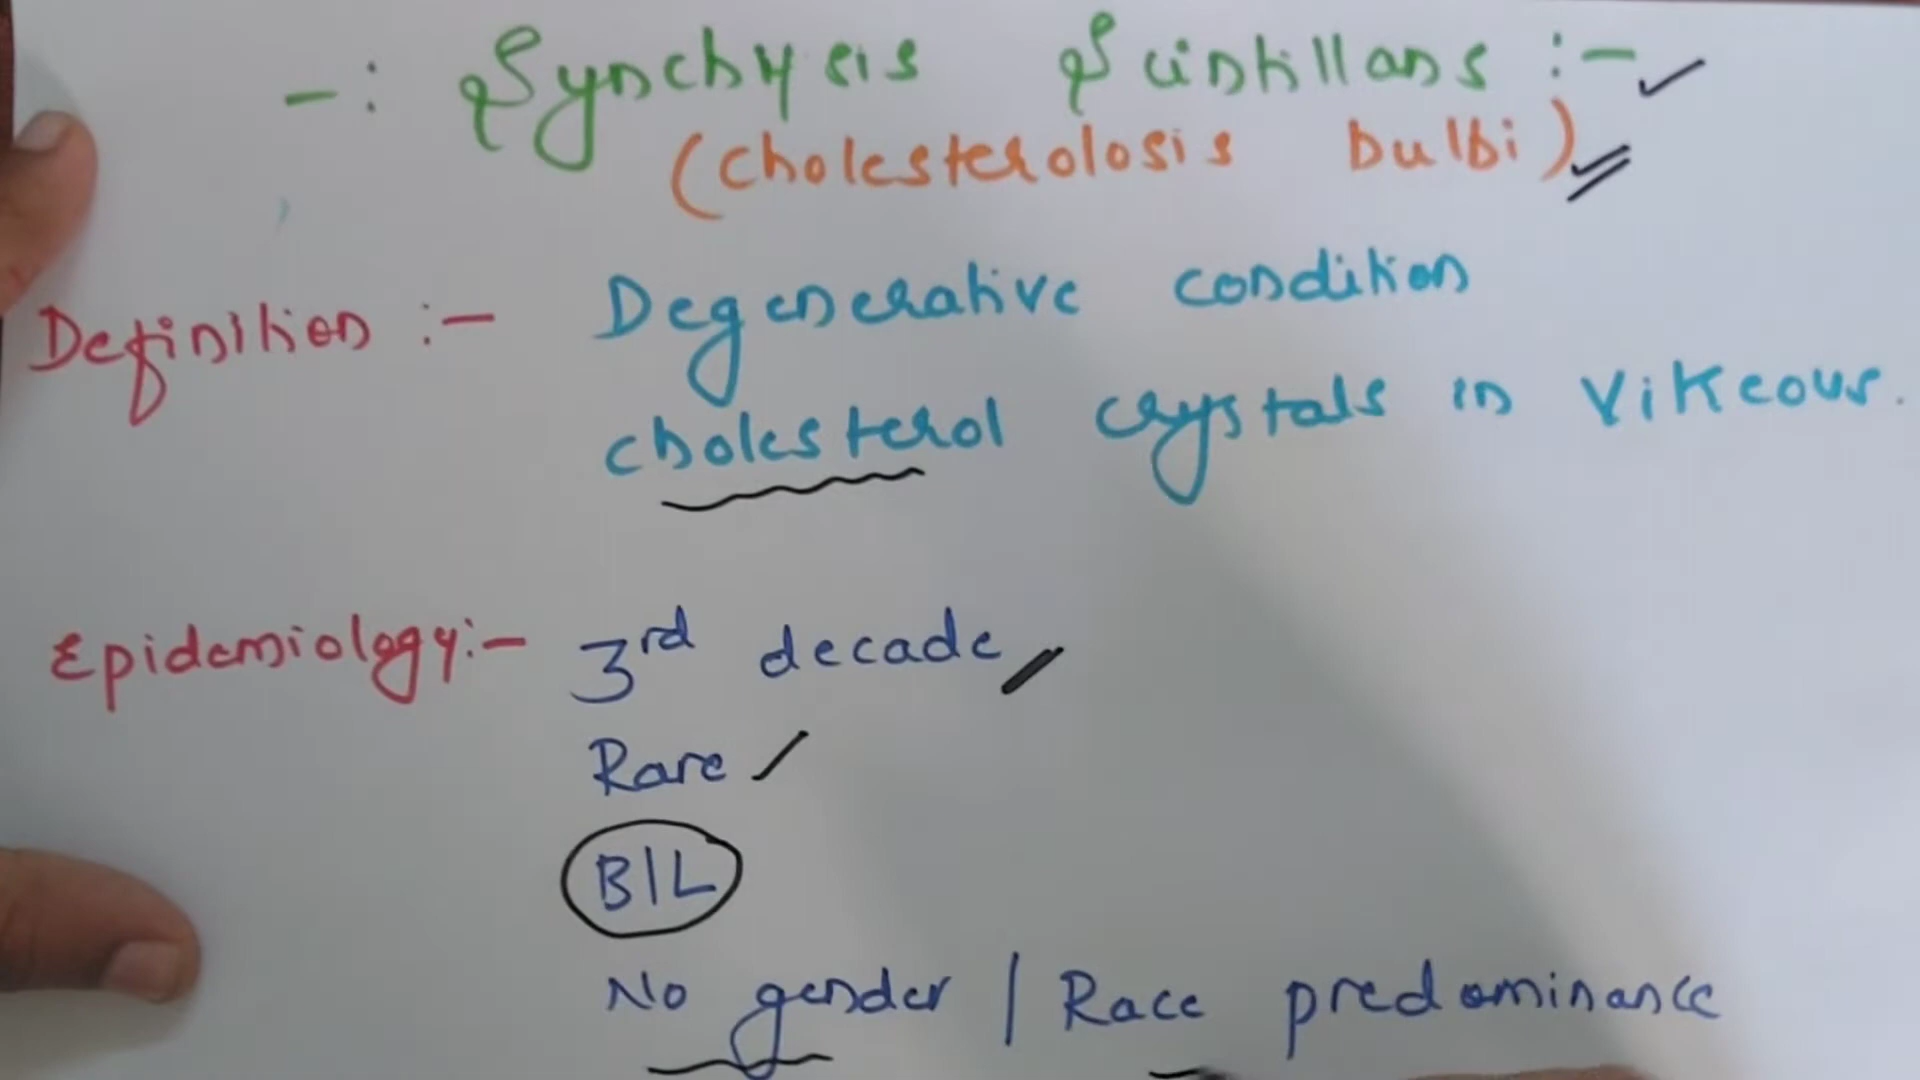 -: Synchysis Scintillans :-
(Cholesterolosis bulbi)
Definition :- Degenerative condition
cholesterol crystals in Vitreous.
Epidemiology:- 3rd decade
Rare
B/L
No gender / Race predominance